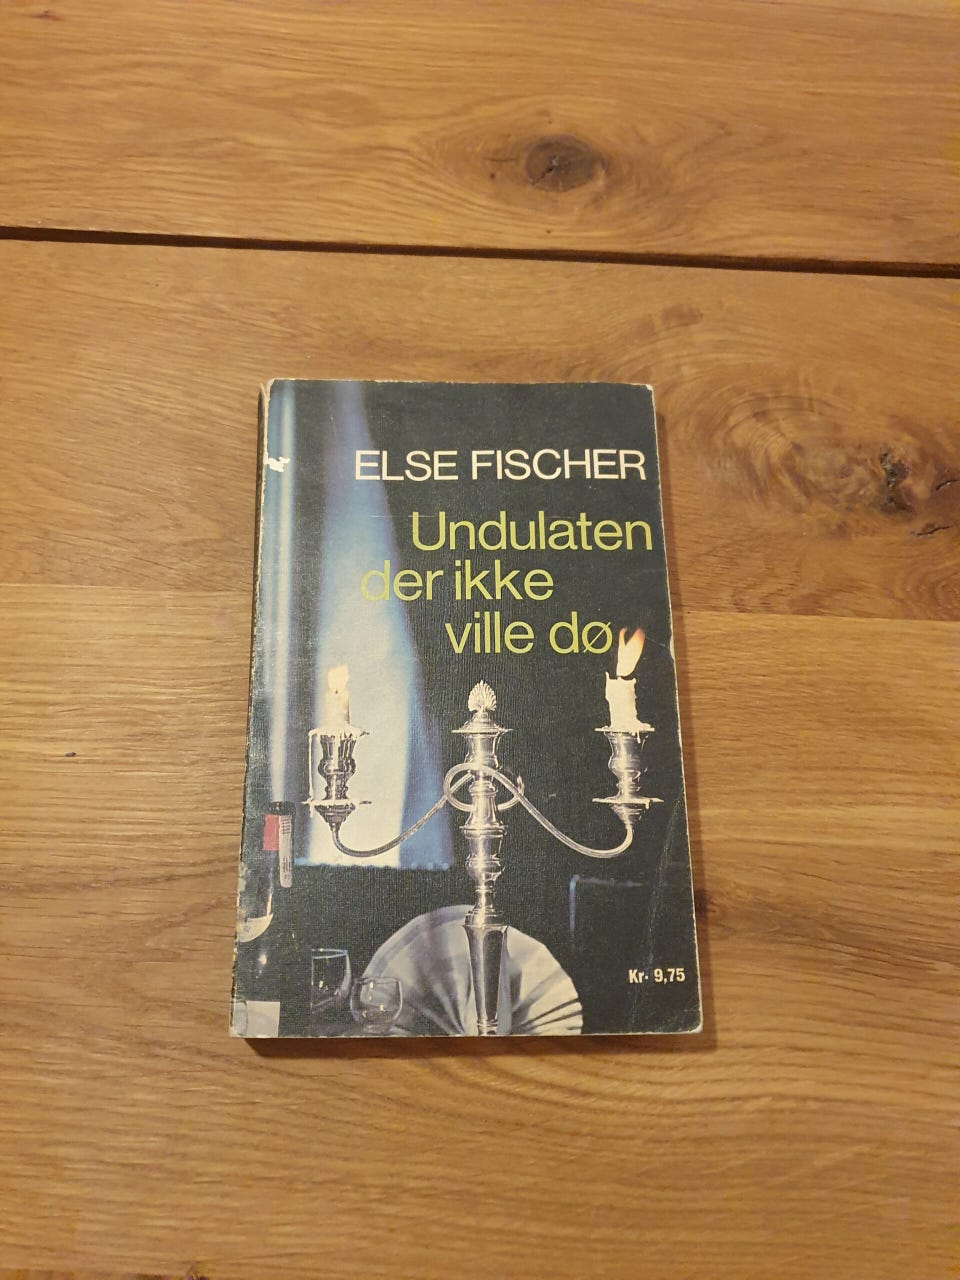 ELSE FISCHER
Undulaten
der ikke
ville dø
Kr. 9,75